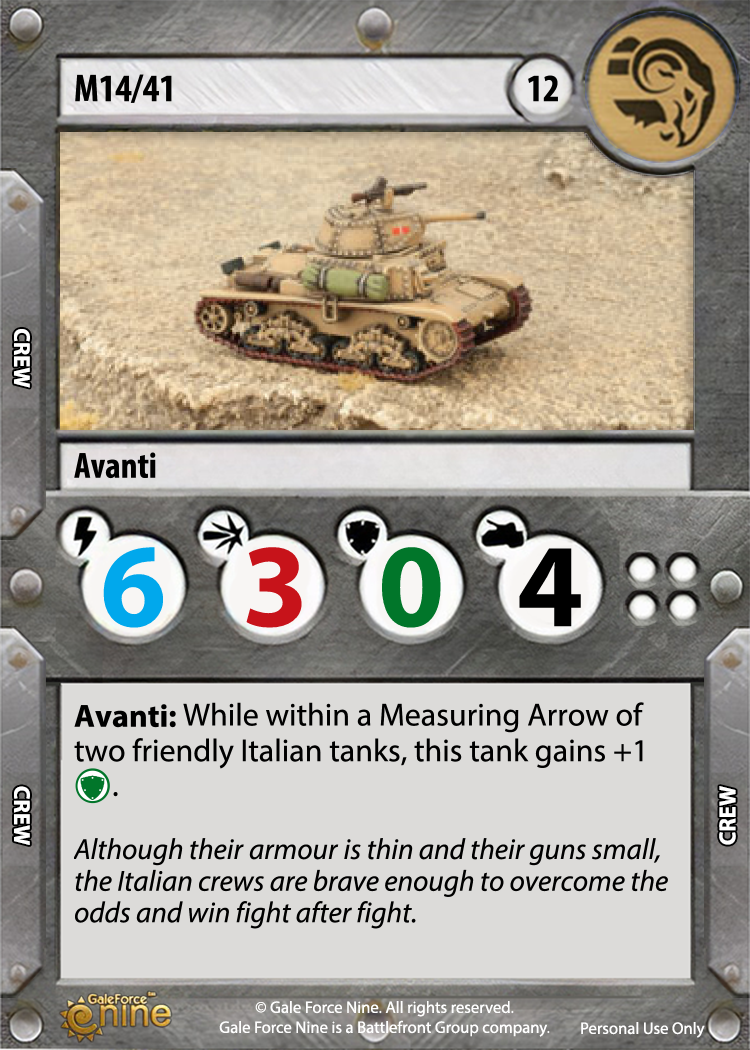 M14/41
12
CREW
Avanti
6
3
0
4
Avanti: While within a Measuring Arrow of
two friendly Italian tanks, this tank gains +1
.
CREW
CREW
Although their armour is thin and their guns small,
the Italian crews are brave enough to overcome the
odds and win fight after fight.
GaleForce™
nine
© Gale Force Nine. All rights reserved.
Gale Force Nine is a Battlefront Group company.
Personal Use Only